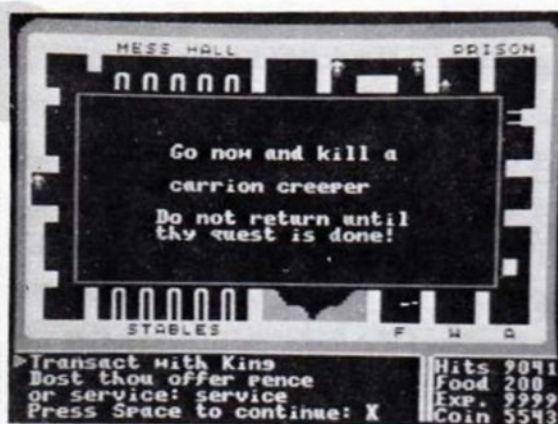 MESS HALL PRISON
Go now and kill a
carrion creeper
Do not return until
thy quest is done!
STABLES F W A
Transact with King
Dost thou offer pence
or service: service
Press Space to continue: X
Hits 9041
Food 200
Exp. 9999
Coin 5543